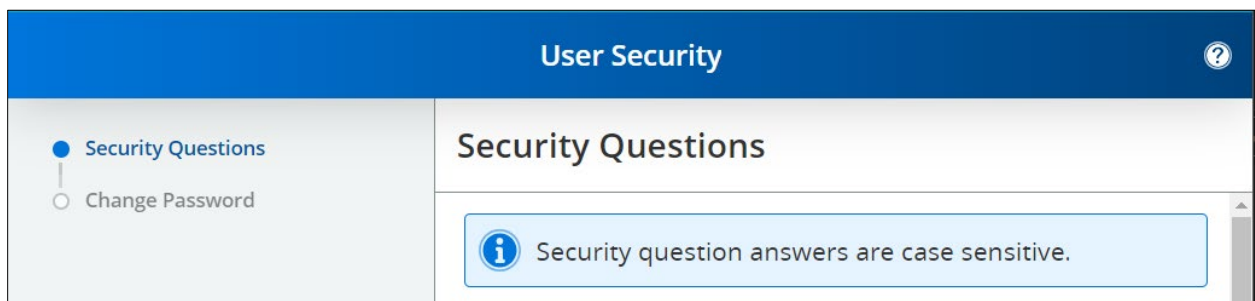 User Security
Security Questions
Change Password
Security Questions
Security question answers are case sensitive.